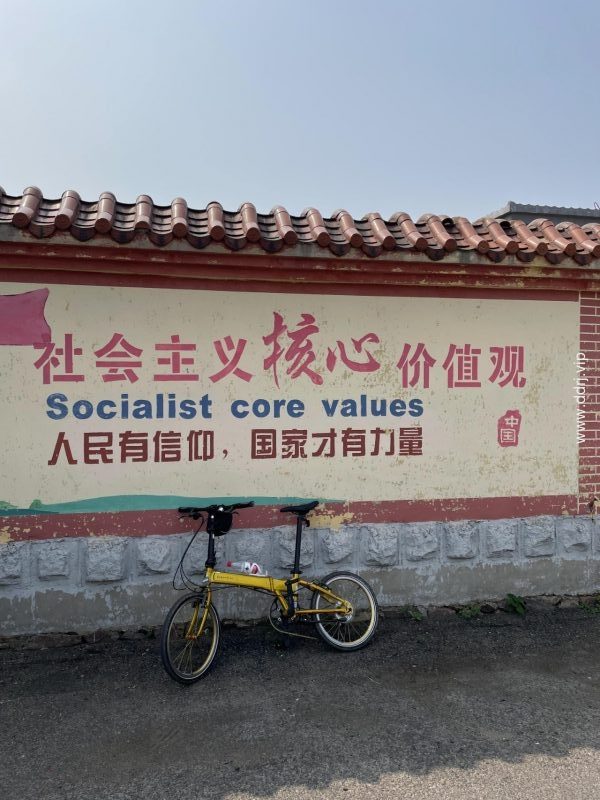 社会主义核心价值观
Socialist core values
人民有信仰，国家才有力量
中国
www.ddrj.vip